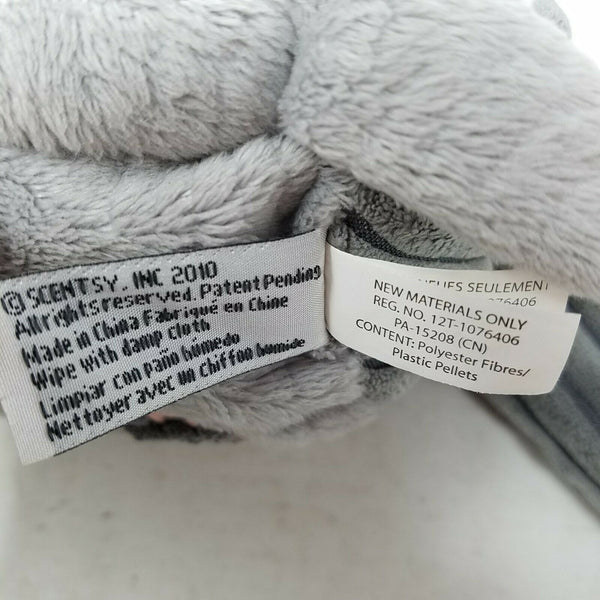 © SCENTSY, INC 2010
All rights reserved. Patent Pending
Made in China Fabriqué en Chine
Wipe with damp cloth
Limpiar con paño húmedo
Nettoyer avec un chiffon humide
SEULEMENT
076406
NEW MATERIALS ONLY
REG. NO. 12T-1076406
PA-15208 (CN)
CONTENT: Polyester Fibres/
Plastic Pellets